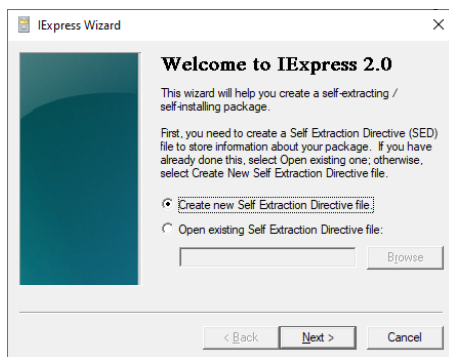 IExpress Wizard
Welcome to IExpress 2.0
This wizard will help you create a self-extracting /
self-installing package.
First, you need to create a Self Extraction Directive (SED)
file to store information about your package. If you have
already done this, select Open existing one; otherwise,
select Create New Self Extraction Directive file.
Create new Self Extraction Directive file.
Open existing Self Extraction Directive file:
Browse
< Back
Next >
Cancel